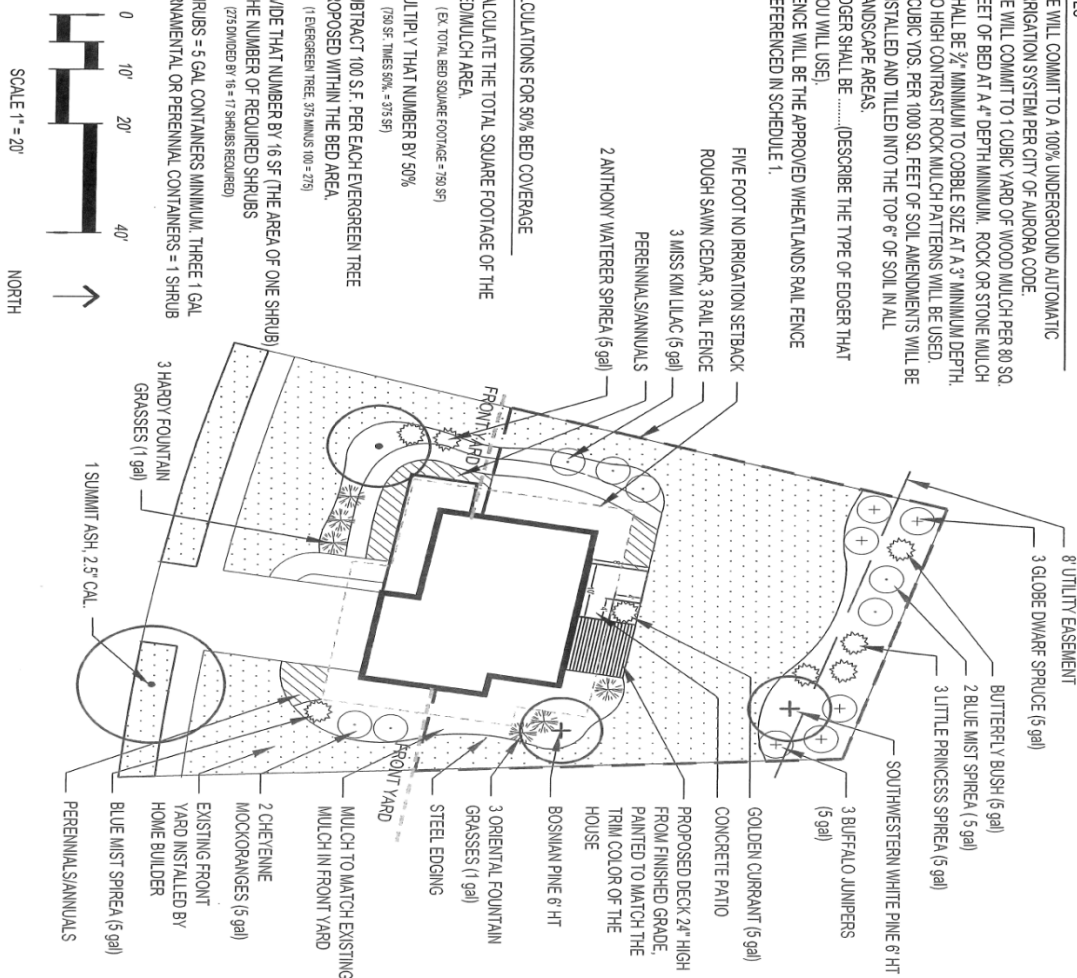 E WILL COMMIT TO A 100% UNDERGROUND AUTOMATIC
RRIGATION SYSTEM PER CITY OF AURORA CODE.
E WILL COMMIT TO 1 CUBIC YARD OF WOOD MULCH PER 80 SQ.
EET OF BED AT A 4" DEPTH MINIMUM. ROCK OR STONE MULCH
HALL BE ¾" MINIMUM TO COBBLE SIZE AT A 3" MINIMUM DEPTH.
O HIGH CONTRAST ROCK MULCH PATTERNS WILL BE USED.
CUBIC YDS. PER 1000 SQ. FEET OF SOIL AMENDMENTS WILL BE
STALLED AND TILLED INTO THE TOP 6" OF SOIL IN ALL
ANDSCAPE AREAS.
DGER SHALL BE ........(DESCRIBE THE TYPE OF EDGER THAT
OU WILL USE).
ENCE WILL BE THE APPROVED WHEATLANDS RAIL FENCE
EFERENCED IN SCHEDULE 1.
LCULATIONS FOR 50% BED COVERAGE
ALCULATE THE TOTAL SQUARE FOOTAGE OF THE
ED/MULCH AREA.
(EX. TOTAL BED SQUARE FOOTAGE = 750 SF)
ULTIPLY THAT NUMBER BY 50%
(750 SF. TIMES 50%. = 375 SF)
BTRACT 100 S.F. PER EACH EVERGREEN TREE
ROPOSED WITHIN THE BED AREA.
(1 EVERGREEN TREE, 375 MINUS 100 = 275)
VIDE THAT NUMBER BY 16 SF (THE AREA OF ONE SHRUB)
HE NUMBER OF REQUIRED SHRUBS
(275 DIVIDED BY 16 = 17 SHRUBS REQUIRED)
HRUBS = 5 GAL CONTAINERS MINIMUM. THREE 1 GAL
RNAMENTAL OR PERENNIAL CONTAINERS = 1 SHRUB
0
10'
20'
40'
SCALE 1" = 20'
NORTH
FIVE FOOT NO IRRIGATION SETBACK
ROUGH SAWN CEDAR, 3 RAIL FENCE
3 MISS KIM LILAC (5 gal)
PERENNIALS/ANNUALS
2 ANTHONY WATERER SPIREA (5 gal)
FRONT YARD
3 HARDY FOUNTAIN
GRASSES (1 gal)
1 SUMMIT ASH, 2.5" CAL.
8' UTILITY EASEMENT
3 GLOBE DWARF SPRUCE (5 gal)
BUTTERFLY BUSH (5 gal)
2 BLUE MIST SPIREA ( 5 gal)
3 LITTLE PRINCESS SPIREA (5 gal)
SOUTHWESTERN WHITE PINE 6' HT
3 BUFFALO JUNIPERS
(5 gal)
GOLDEN CURRANT (5 gal)
CONCRETE PATIO
PROPOSED DECK 24" HIGH
FROM FINISHED GRADE,
PAINTED TO MATCH THE
TRIM COLOR OF THE
HOUSE
BOSNIAN PINE 6' HT
3 ORIENTAL FOUNTAIN
GRASSES (1 gal)
STEEL EDGING
FRONT YARD
MULCH TO MATCH EXISTING
MULCH IN FRONT YARD
2 CHEYENNE
MOCKORANGES (5 gal)
EXISTING FRONT
YARD INSTALLED BY
HOME BUILDER
BLUE MIST SPIREA (5 gal)
PERENNIALS/ANNUALS